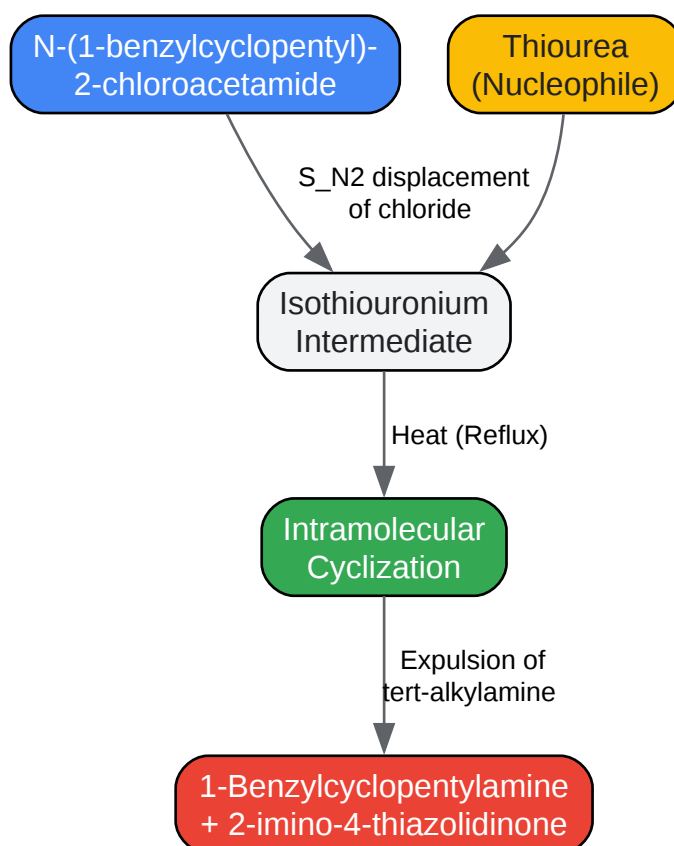 N-(1-benzylcyclopentyl)-
2-chloroacetamide
Thiourea
(Nucleophile)
S_N2 displacement
of chloride
Isothiouronium
Intermediate
Heat (Reflux)
Intramolecular
Cyclization
Expulsion of
tert-alkylamine
1-Benzylcyclopentylamine
+ 2-imino-4-thiazolidinone